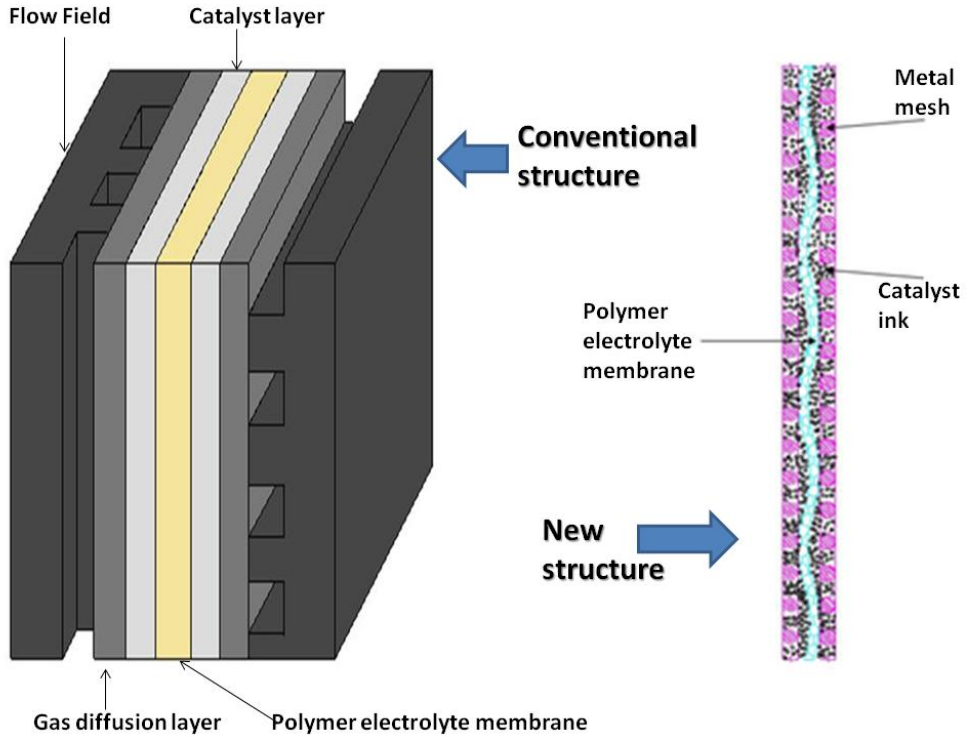 Flow Field
Catalyst layer
Conventional
structure
Metal
mesh
Catalyst
ink
Polymer
electrolyte
membrane
New
structure
Gas diffusion layer
Polymer electrolyte membrane